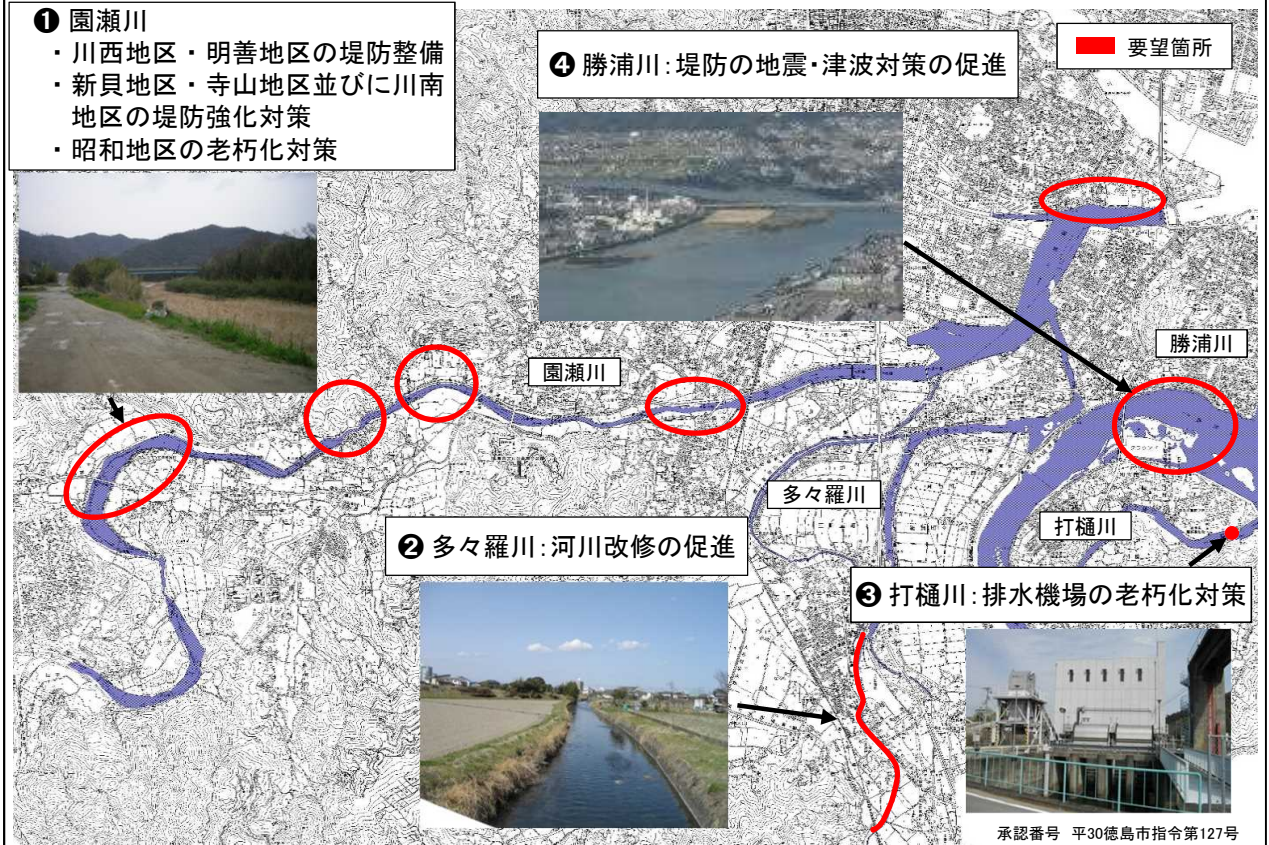 ❶ 園瀬川
・川西地区・明善地区の堤防整備
・新貝地区・寺山地区並びに川南
地区の堤防強化対策
・昭和地区の老朽化対策
❹ 勝浦川：堤防の地震・津波対策の促進
要望箇所
園瀬川
勝浦川
多々羅川
打樋川
❷ 多々羅川：河川改修の促進
❸ 打樋川：排水機場の老朽化対策
承認番号 平30徳島市指令第127号